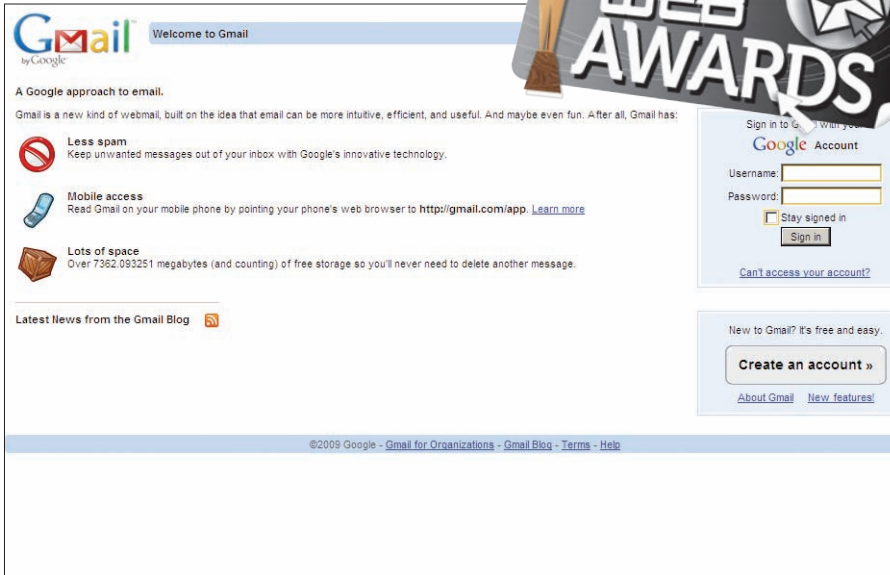 Gmail
by Google
Welcome to Gmail
WEB
AWARDS
A Google approach to email.
Gmail is a new kind of webmail, built on the idea that email can be more intuitive, efficient, and useful. And maybe even fun. After all, Gmail has:
Less spam
Keep unwanted messages out of your inbox with Google's innovative technology.
Mobile access
Read Gmail on your mobile phone by pointing your phone's web browser to http://gmail.com/app. Learn more
Lots of space
Over 7362.093251 megabytes (and counting) of free storage so you'll never need to delete another message.
Latest News from the Gmail Blog
Sign in to with your
Google Account
Username:
Password:
Stay signed in
Sign in
Can't access your account?
New to Gmail? It's free and easy.
Create an account »
About Gmail New features!
©2009 Google - Gmail for Organizations - Gmail Blog - Terms - Help